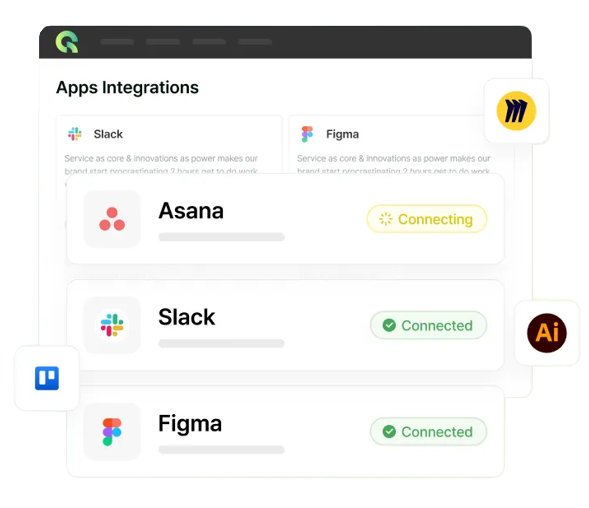 Apps Integrations
Slack
Figma
Service as core & innovations as power makes our
brand start procrastinating 2 hours get to do work
Service as core & innovations as power makes our
brand start procrastinating 2 hours get to do work
Asana
Connecting
Slack
Connected
Ai
Figma
Connected